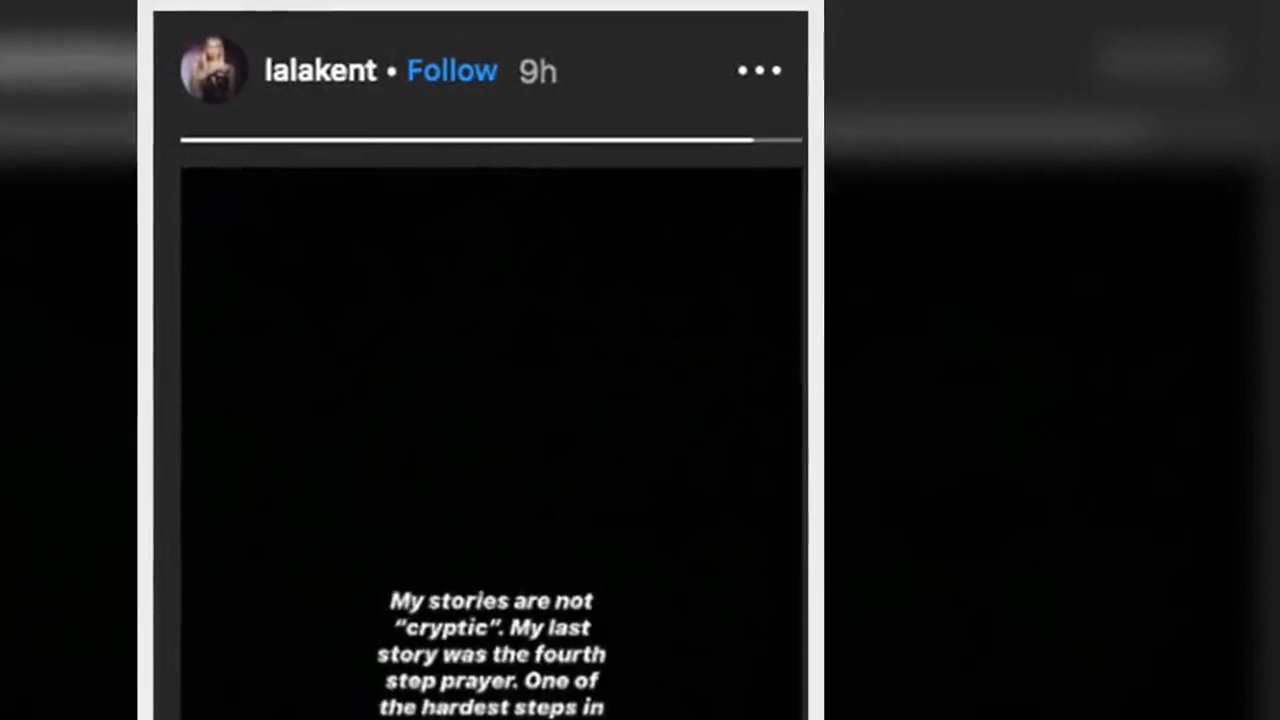 lalakent • Follow 9h
My stories are not
"cryptic". My last
story was the fourth
step prayer. One of
the hardest steps in